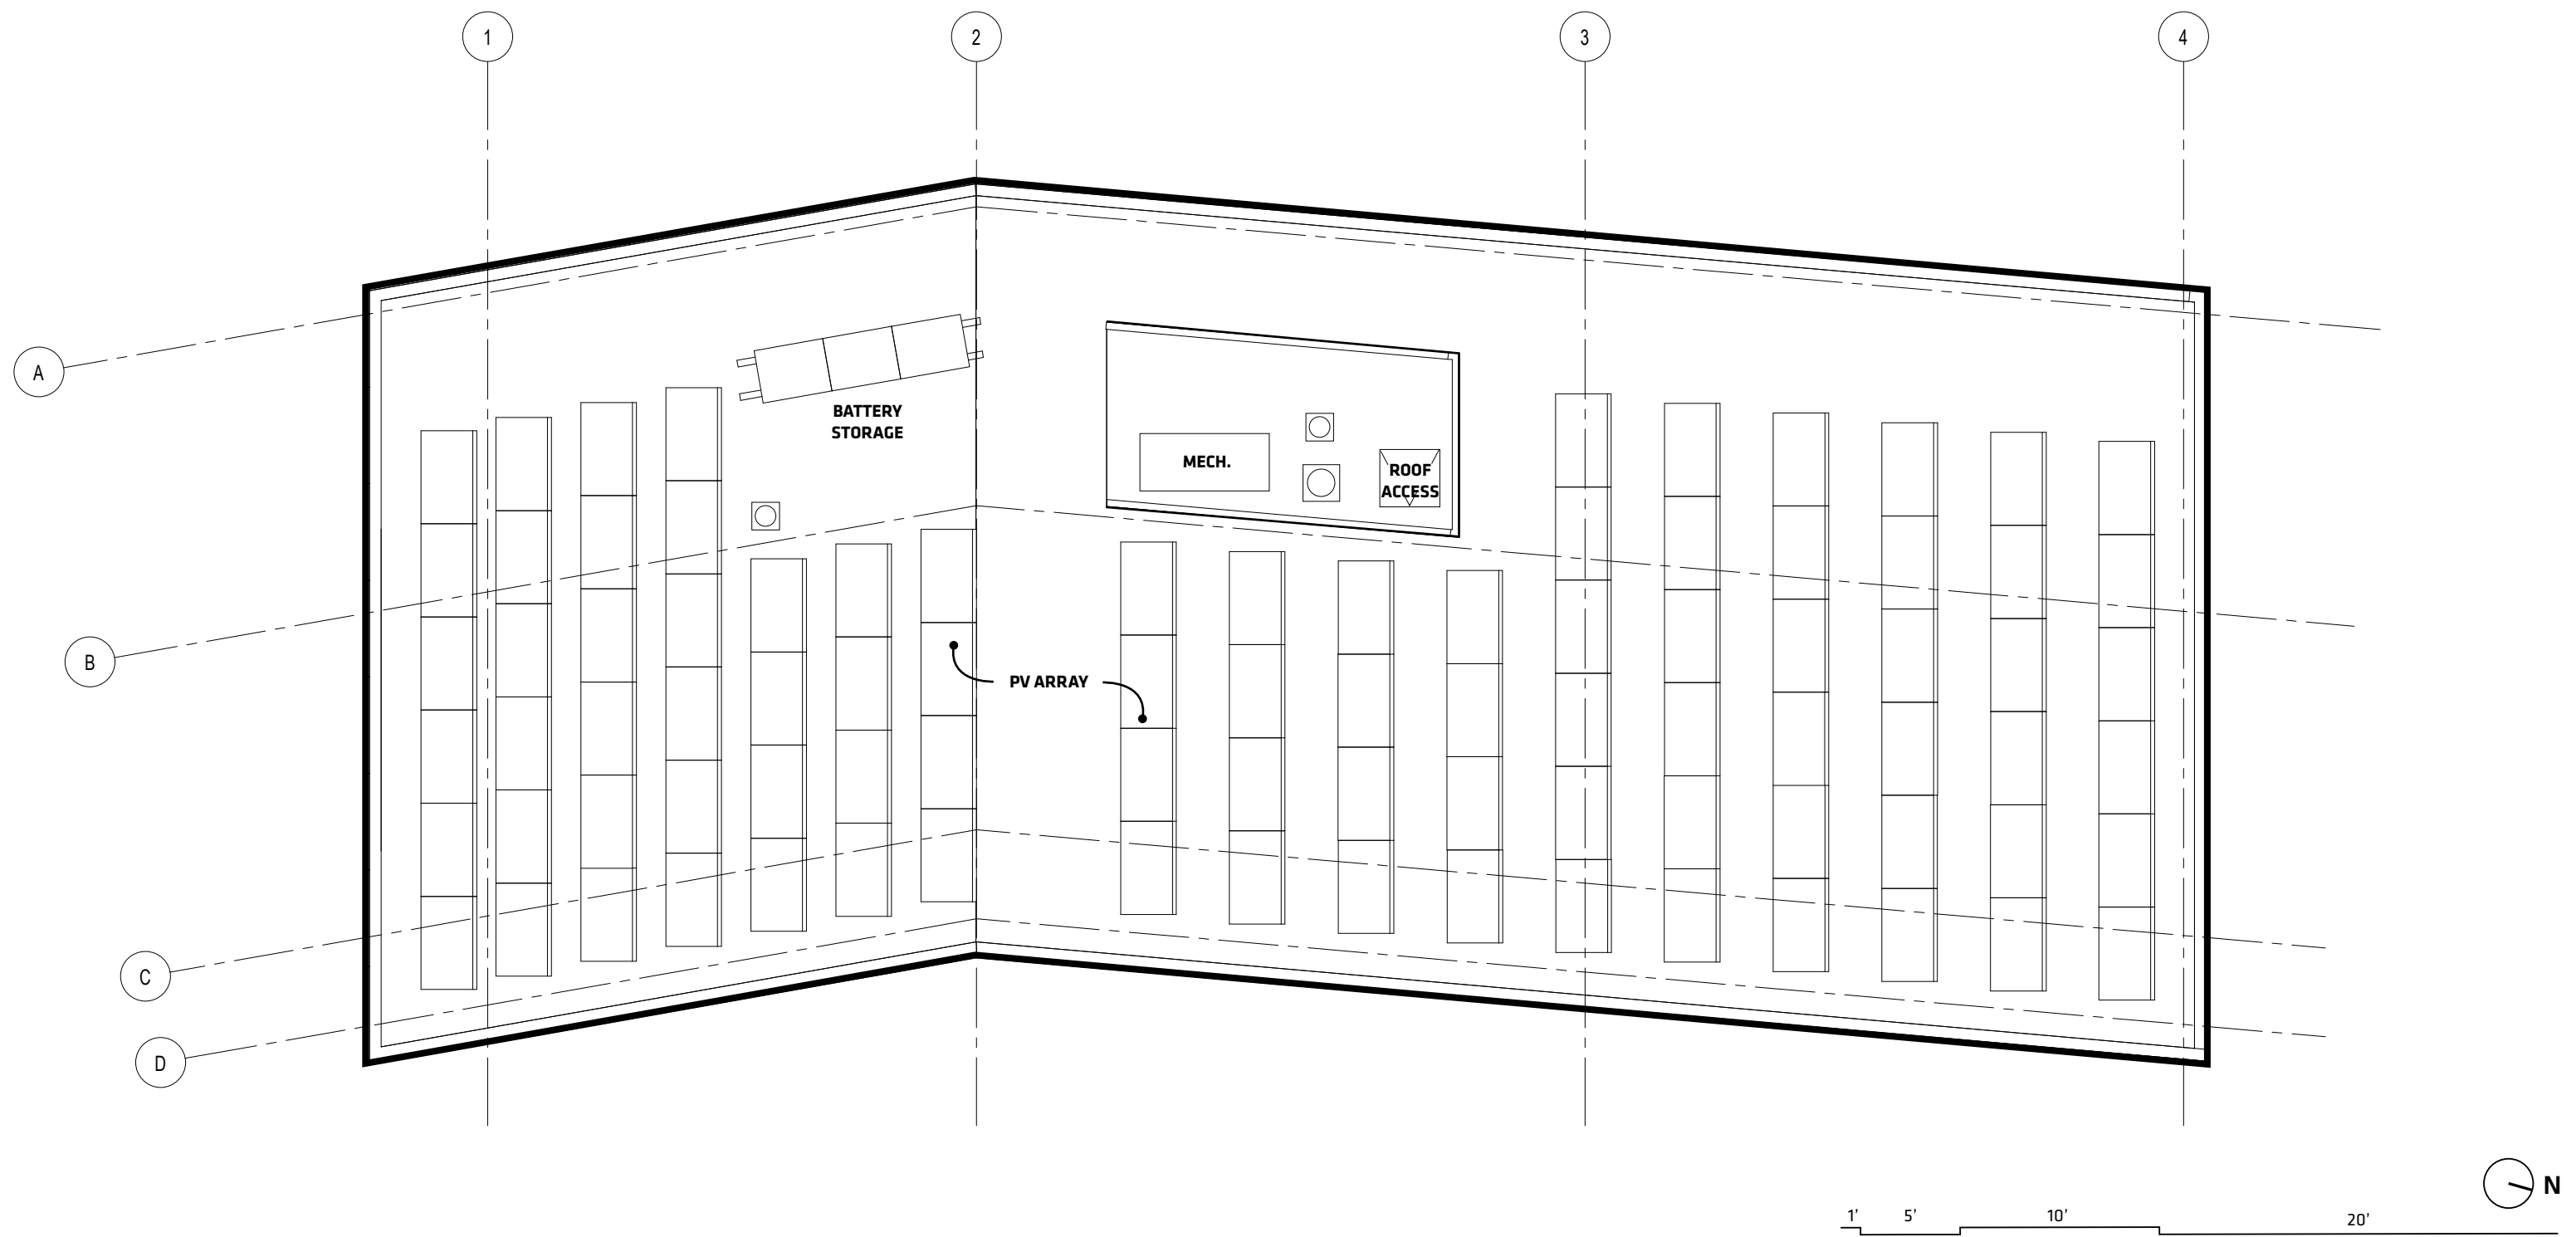 1
2
3
4
A
BATTERY
STORAGE
MECH.
ROOF
ACCESS
B
PV ARRAY
C
D
N
1' 5' 10' 20'